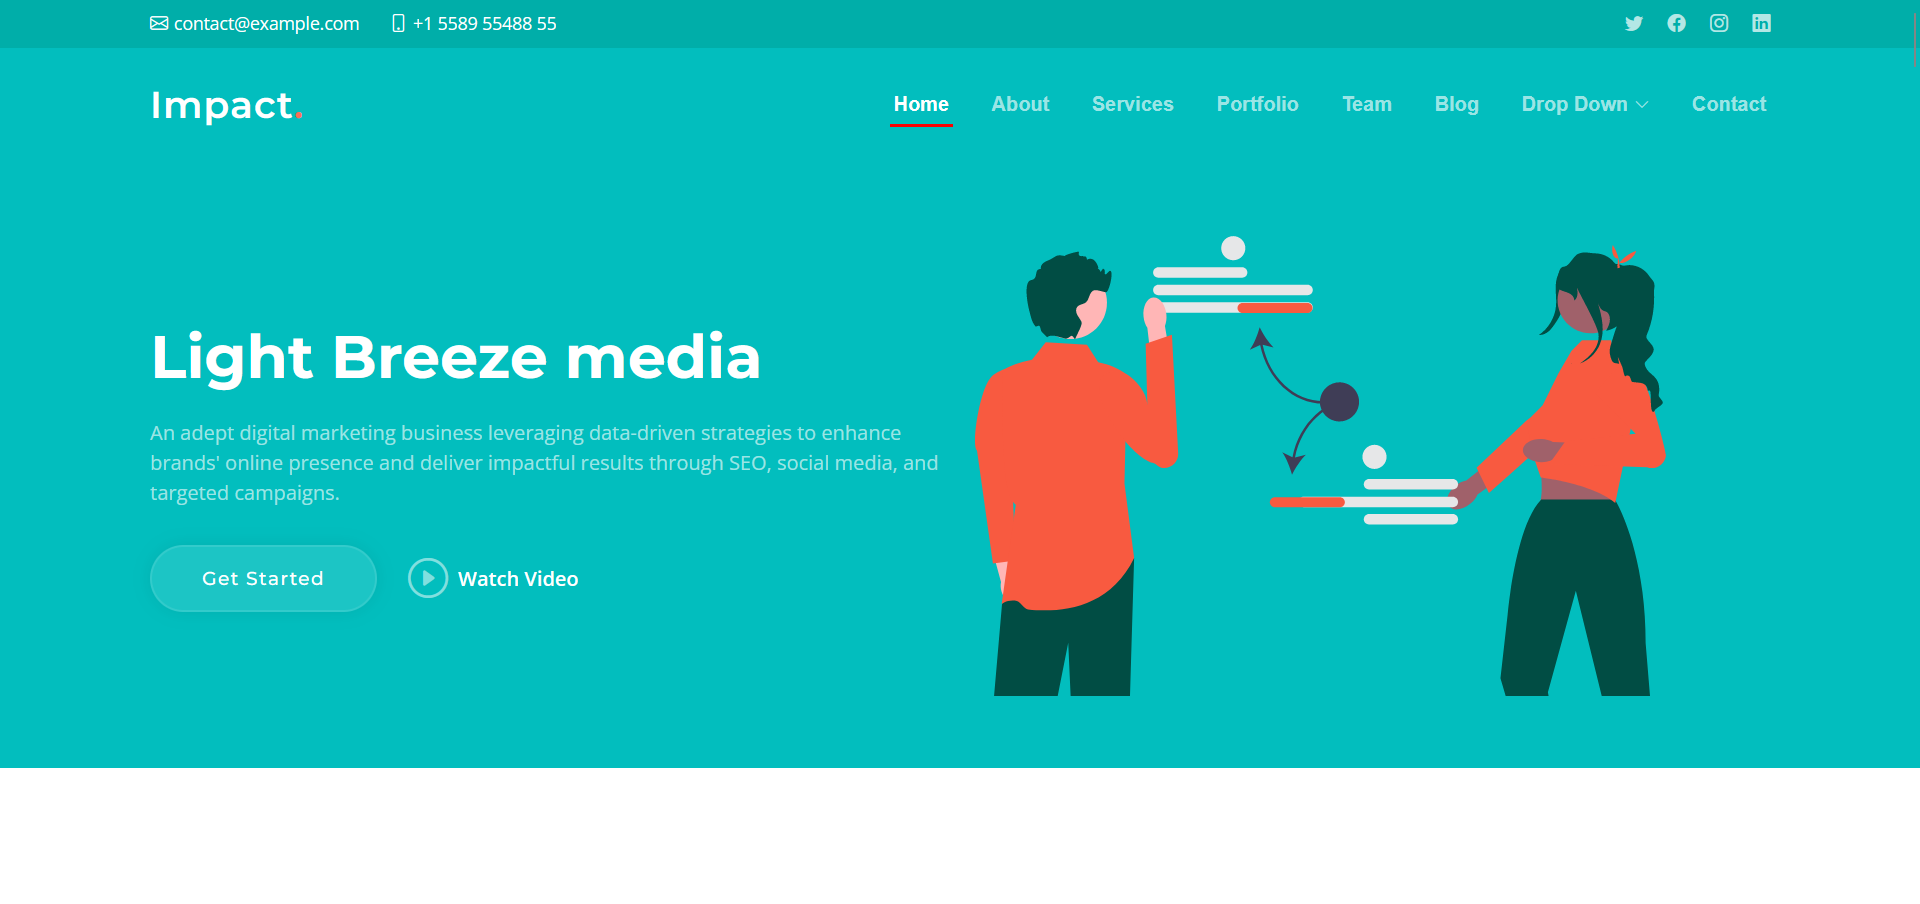 contact@example.com +1 5589 55488 55
Impact.
Home About Services Portfolio Team Blog Drop Down Contact
Light Breeze media
An adept digital marketing business leveraging data-driven strategies to enhance
brands' online presence and deliver impactful results through SEO, social media, and
targeted campaigns.
Get Started Watch Video